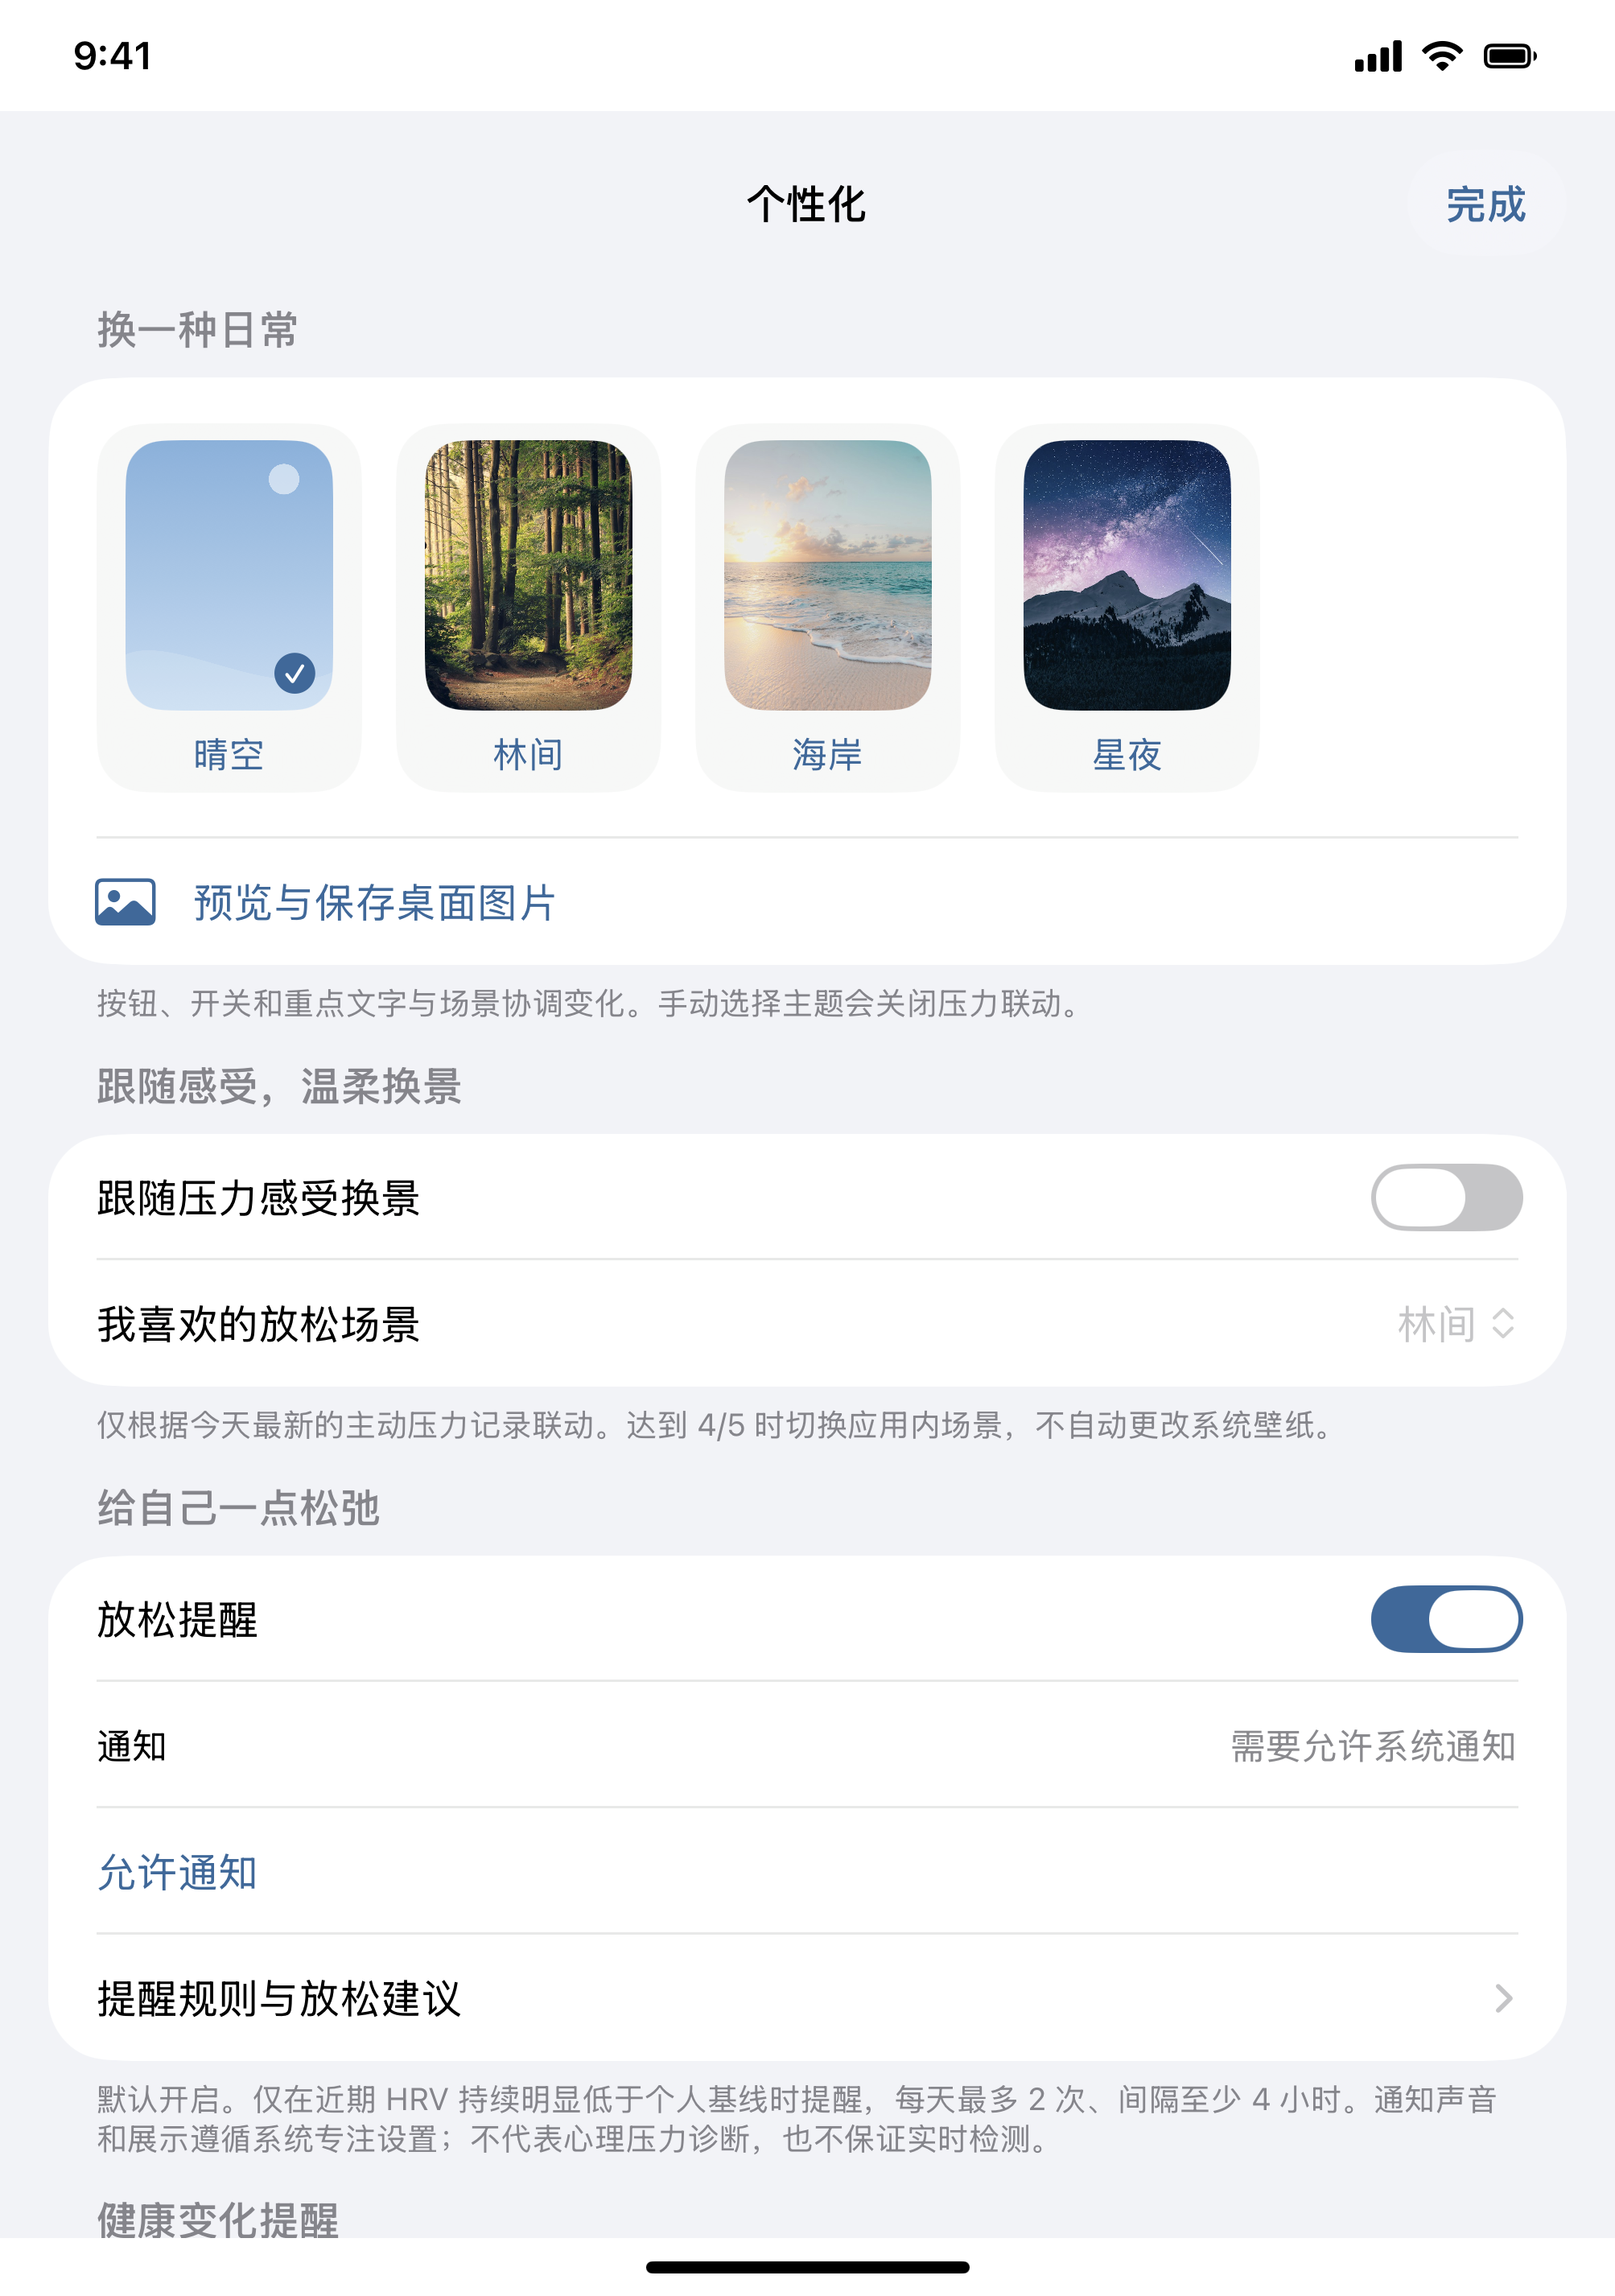 9:41
个性化
完成
换一种日常
晴空
林间
海岸
星夜
预览与保存桌面图片
按钮、开关和重点文字与场景协调变化。手动选择主题会关闭压力联动。
跟随感受，温柔换景
跟随压力感受换景
我喜欢的放松场景
林间
仅根据今天最新的主动压力记录联动。达到 4/5 时切换应用内场景，不自动更改系统壁纸。
给自己一点松弛
放松提醒
通知
需要允许系统通知
允许通知
提醒规则与放松建议
默认开启。仅在近期 HRV 持续明显低于个人基线时提醒，每天最多 2 次、间隔至少 4 小时。通知声音
和展示遵循系统专注设置；不代表心理压力诊断，也不保证实时检测。
健康变化提醒